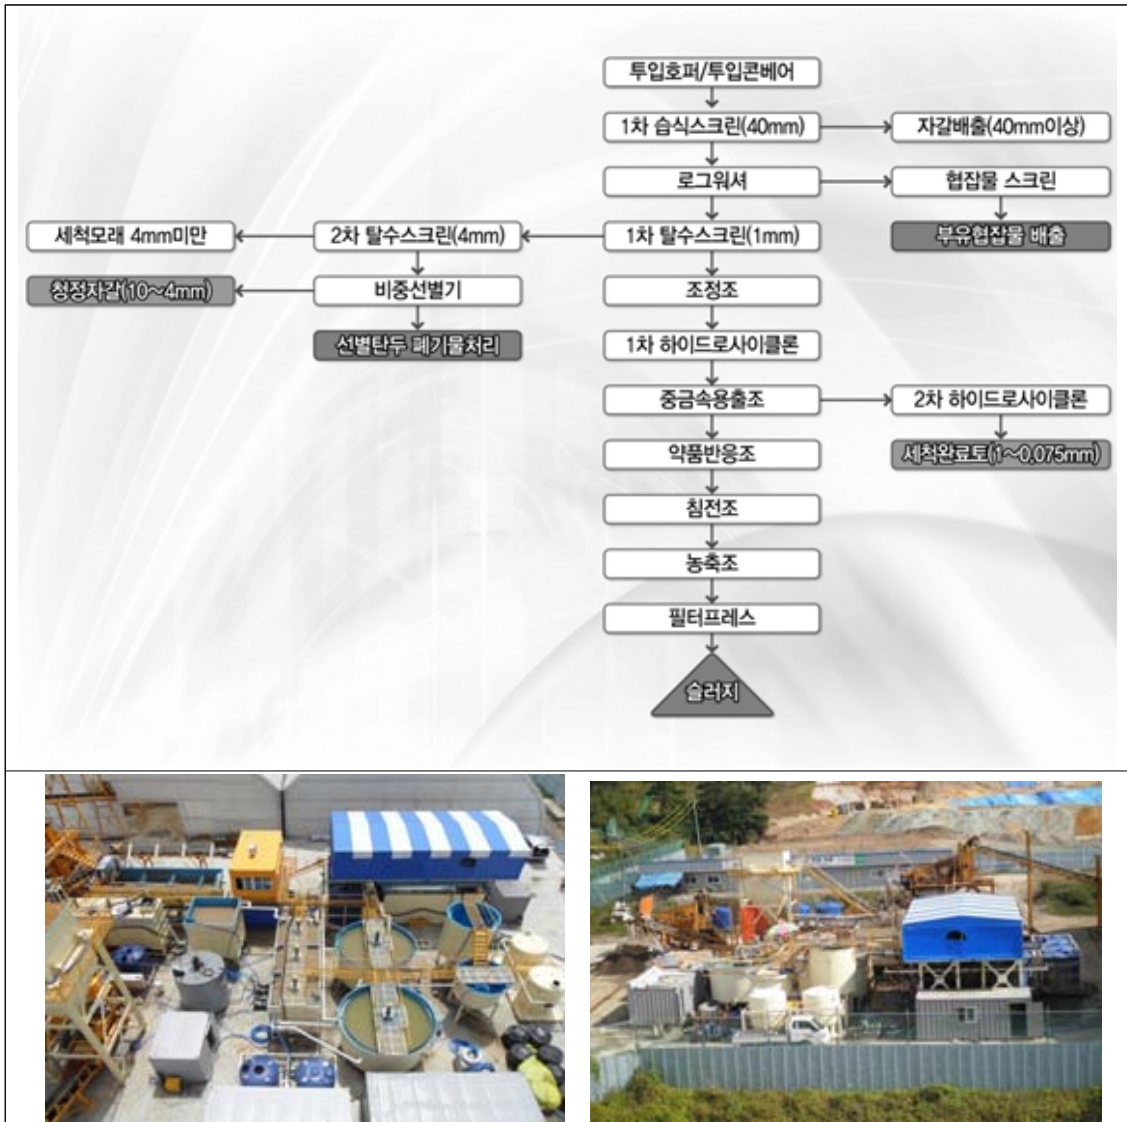 투입호퍼/투입콘베어
1차 습식스크린(40mm)
자갈배출(40mm이상)
로그워셔
협잡물 스크린
세척모래 4mm미만
2차 탈수스크린(4mm)
1차 탈수스크린(1mm)
부유협잡물 배출
청정자갈(10~4mm)
비중선별기
조정조
선별탄두 폐기물처리
1차 하이드로사이클론
중금속용출조
2차 하이드로사이클론
약품반응조
세척완료토(1~0,075mm)
침전조
농축조
필터프레스
슬러지